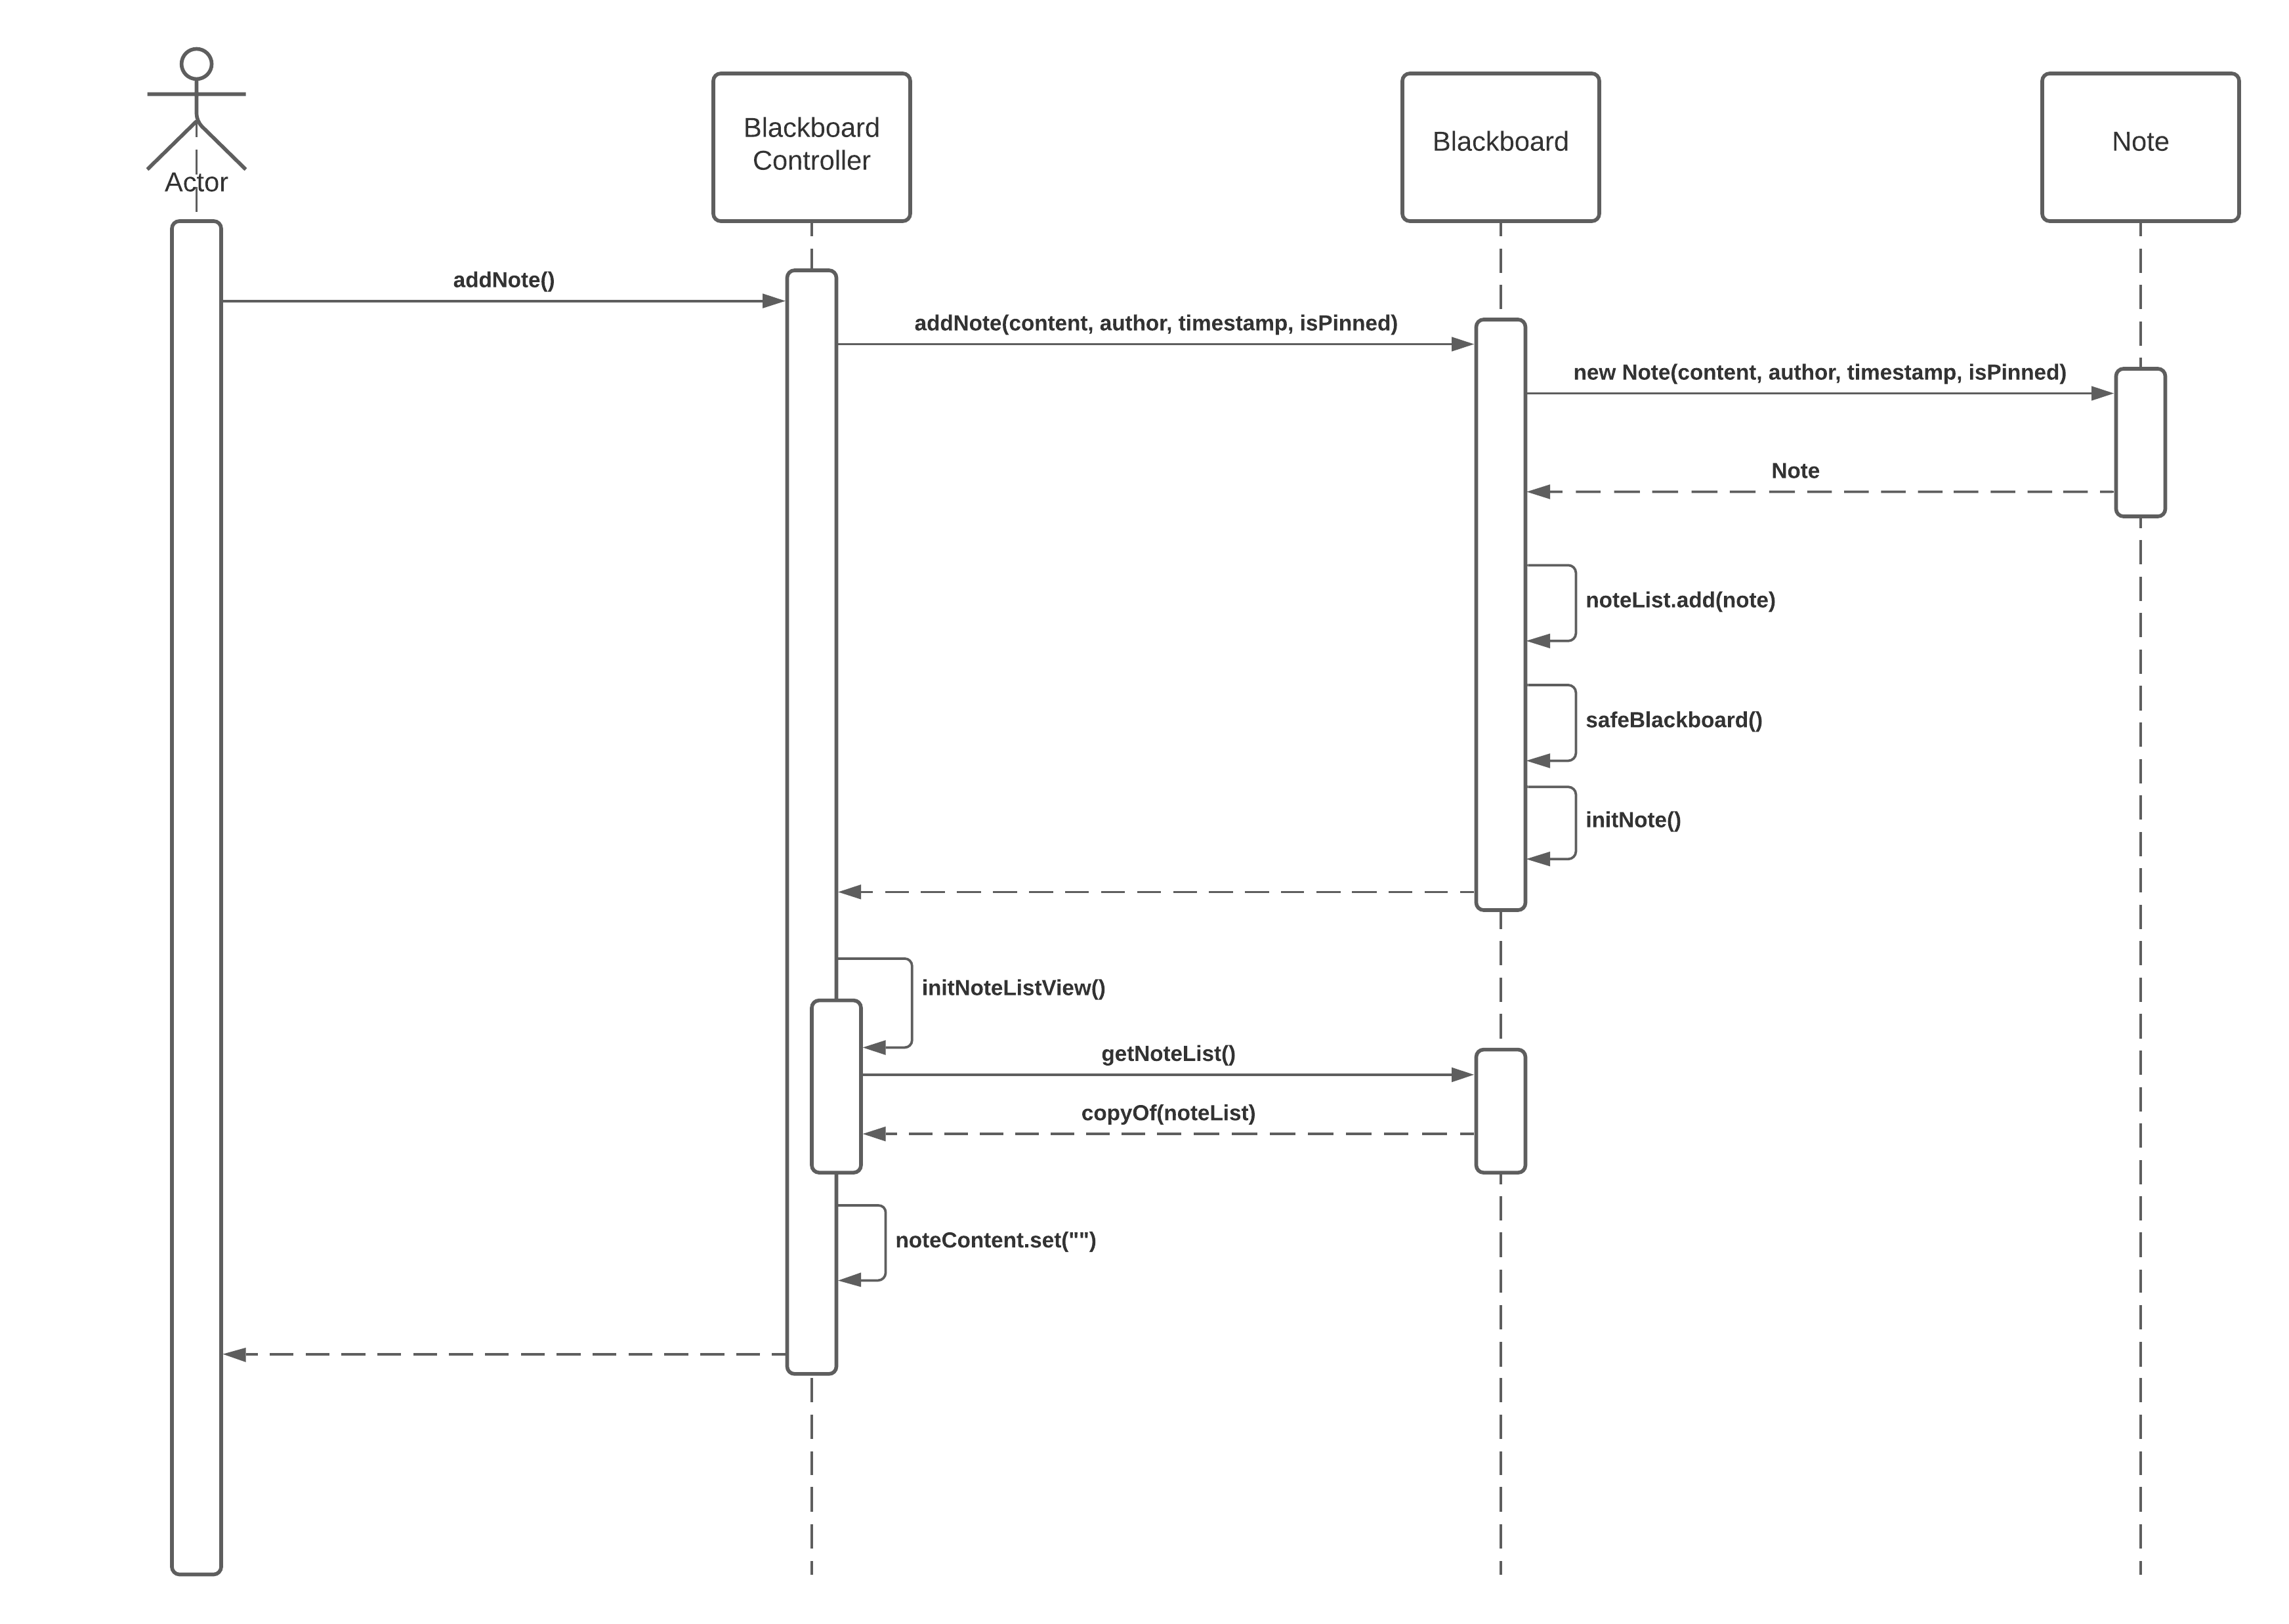 Actor
Blackboard
Controller
Blackboard
Note
addNote()
addNote(content, author, timestamp, isPinned)
new Note(content, author, timestamp, isPinned)
Note
noteList.add(note)
safeBlackboard()
initNote()
initNoteListView()
getNoteList()
copyOf(noteList)
noteContent.set("")